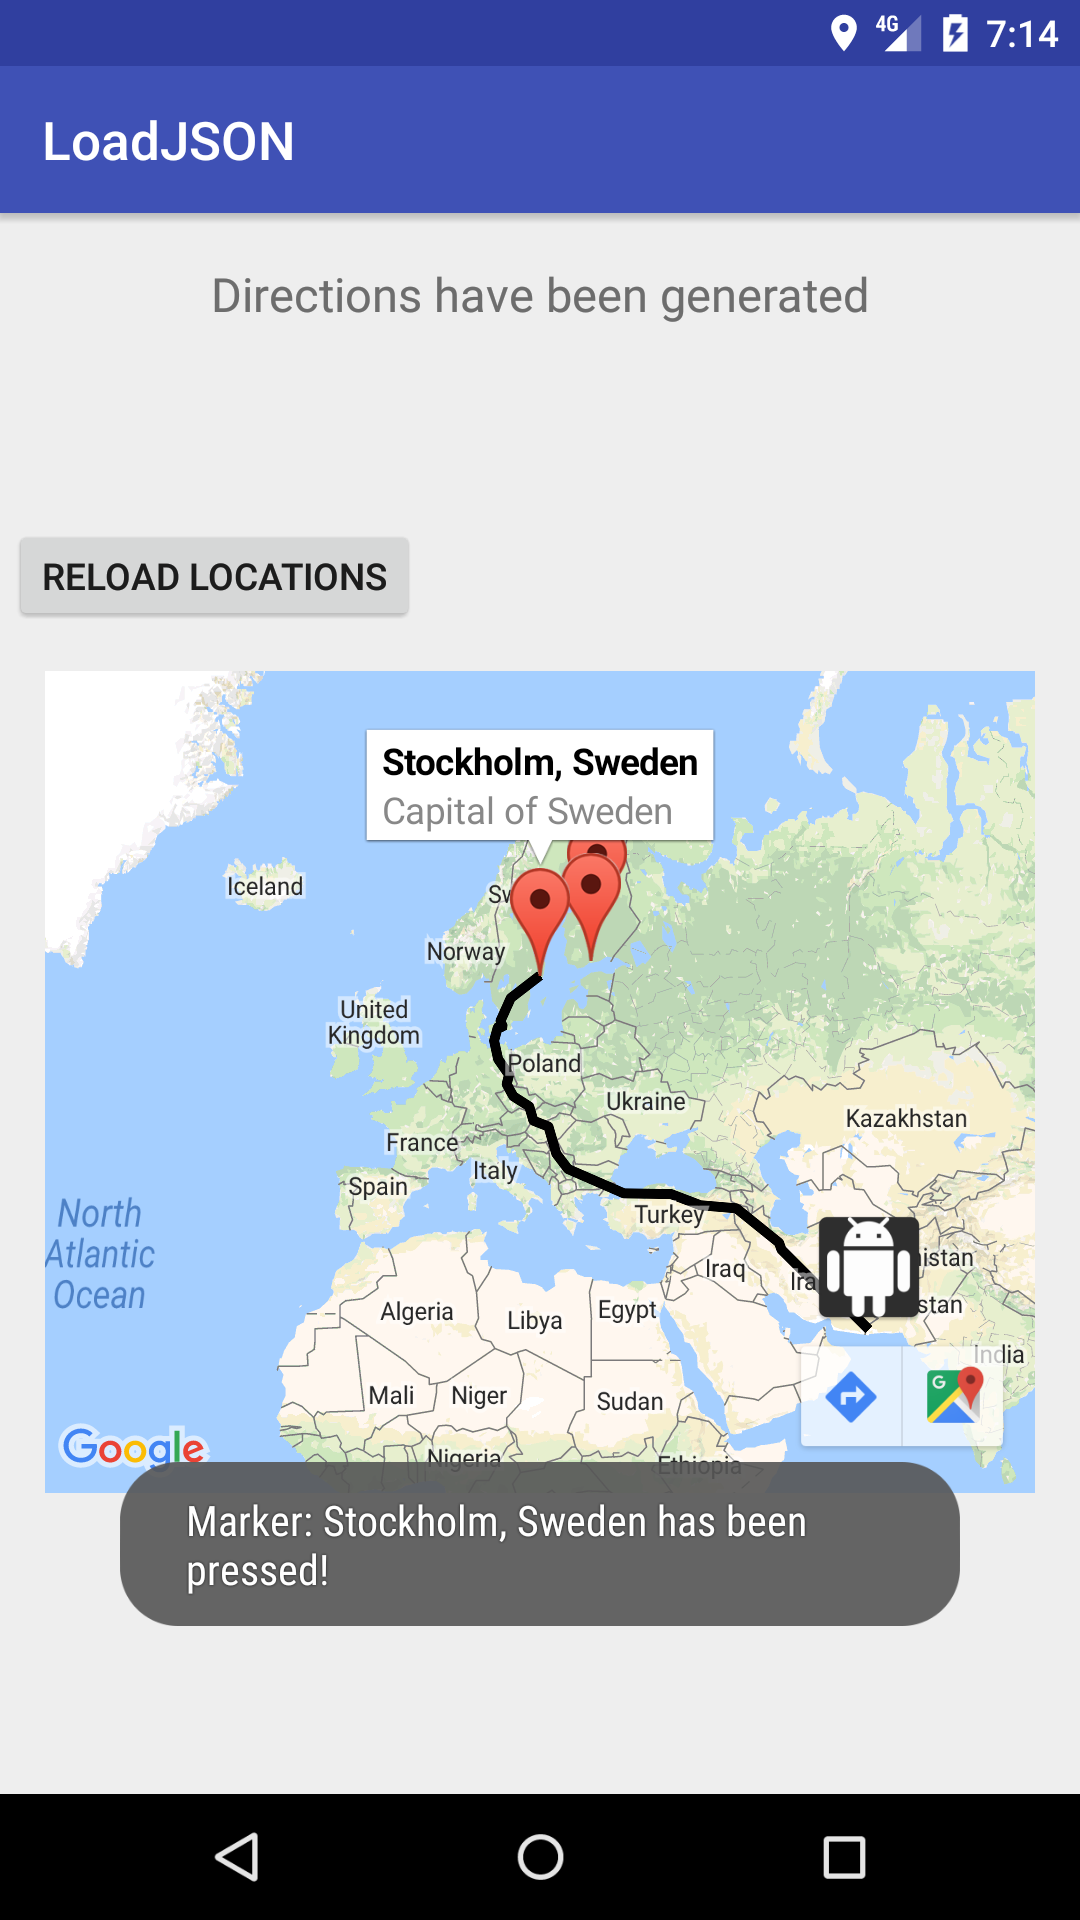 4G 7:14
LoadJSON
Directions have been generated
RELOAD LOCATIONS
Stockholm, Sweden
Capital of Sweden
Iceland
Sw
Norway
United
Kingdom
Poland
Ukraine
Kazakhstan
France
Italy
Spain
Turkey
North
Atlantic
Ocean
Iraq
Ira
nistan
stan
Algeria
Libya
Egypt
India
Mali
Niger
Sudan
G
Google
Nigeria
Ethiopia
Marker: Stockholm, Sweden has been
pressed!